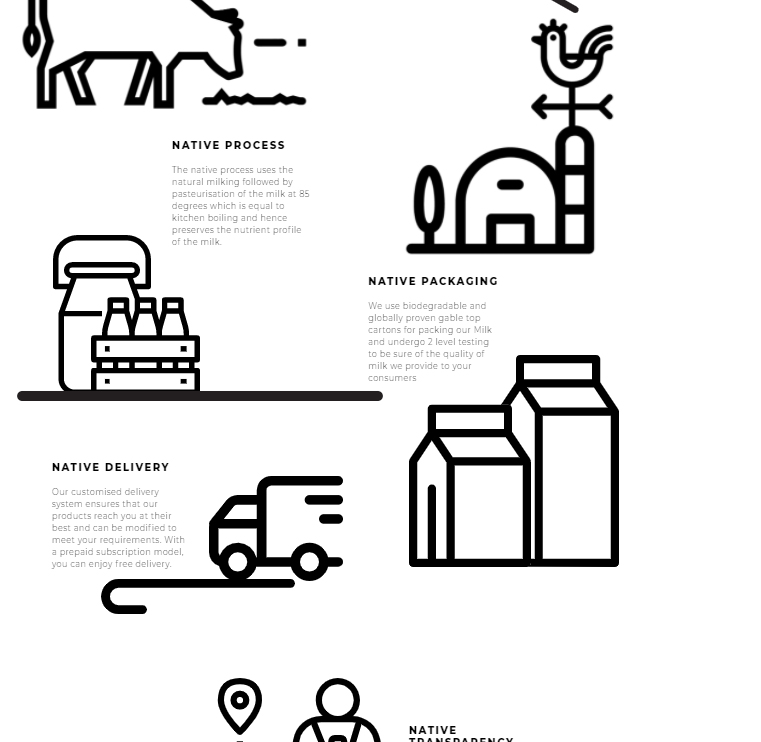 NATIVE PROCESS
The native process uses the
natural milking followed by
pasteurisation of the milk at 85
degrees which is equal to
kitchen boiling and hence
preserves the nutrient profile
of the milk.
NATIVE PACKAGING
We use biodegradable and
globally proven gable top
cartons for packing our Milk
and undergo 2 level testing
to be sure of the quality of
milk we provide to your
consumers
NATIVE DELIVERY
Our customised delivery
system ensures that our
products reach you at their
best and can be modified to
meet your requirements. With
a prepaid subscription model,
you can enjoy free delivery.
NATIVE
TRANSPARENCY